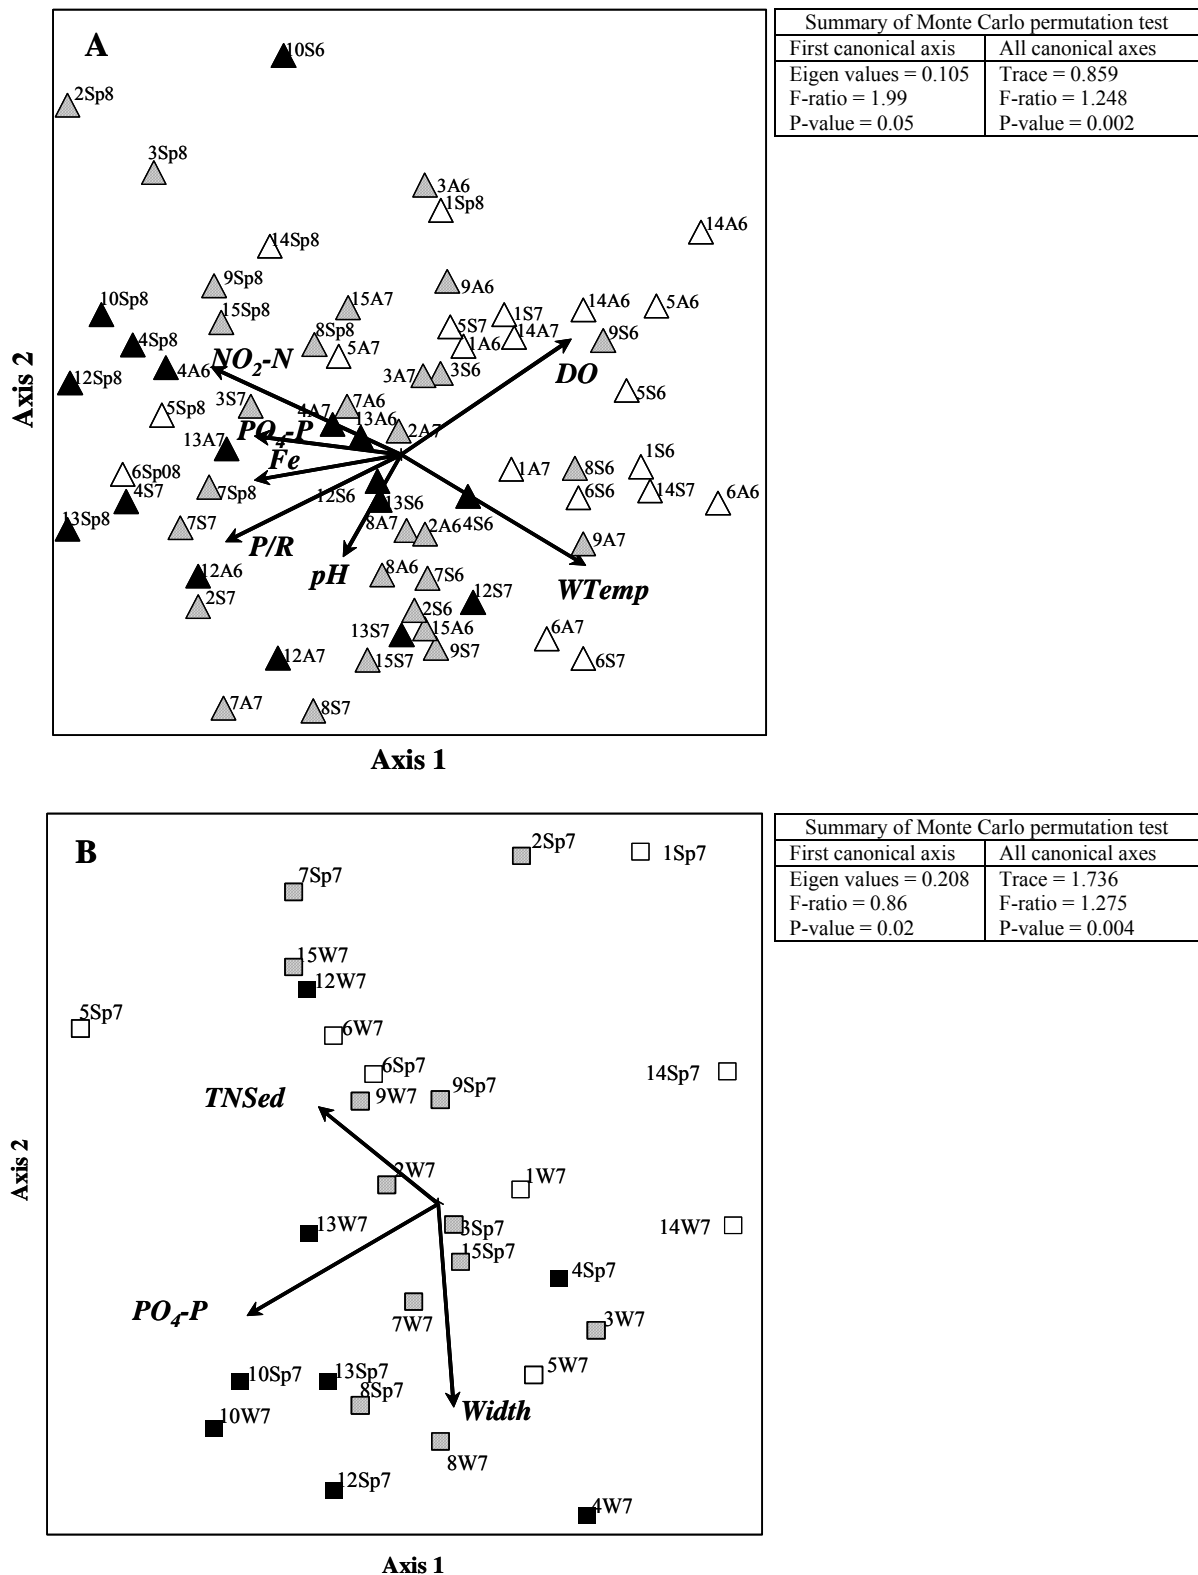 A
10S6
2Sp8
3Sp8
3A6
1Sp8
14A6
14Sp8
9Sp8
9A6
10Sp8
15A7
1S7
14A6
5A6
15Sp8
5S7
4Sp8
8Sp8
14A7
9S6
1A6
5A7
NO2-N
DO
4A6
12Sp8
3A7
3S6
5S6
3S7
7A6
5Sp8
4A7
13A6
PO4-P
2A7
13A7
Fe
1A7
8S6
1S6
6Sp08
7Sp8
12S6
6S6
14S7
6A6
4S7
13S6
4S6
13Sp8
7S7
8A7
2A6
9A7
P/R
pH
12A6
8A6
7S6
WTemp
2S7
2S6
12S7
13S7
15A6
6A7
12A7
15S7
9S7
6S7
7A7
8S7
Axis 2
Axis 1
Summary of Monte Carlo permutation test
First canonical axis All canonical axes
Eigen values = 0.105 Trace = 0.859
F-ratio = 1.99 F-ratio = 1.248
P-value = 0.05 P-value = 0.002
B
2Sp7
1Sp7
7Sp7
15W7
12W7
5Sp7
6W7
6Sp7
14Sp7
TNSed
9W7
9Sp7
2W7
1W7
13W7
3Sp7
14W7
15Sp7
4Sp7
PO4-P
7W7
3W7
10Sp7
13Sp7
5W7
8Sp7
10W7
Width
8W7
12Sp7
4W7
Axis 2
Axis 1
Summary of Monte Carlo permutation test
First canonical axis All canonical axes
Eigen values = 0.208 Trace = 1.736
F-ratio = 0.86 F-ratio = 1.275
P-value = 0.02 P-value = 0.004